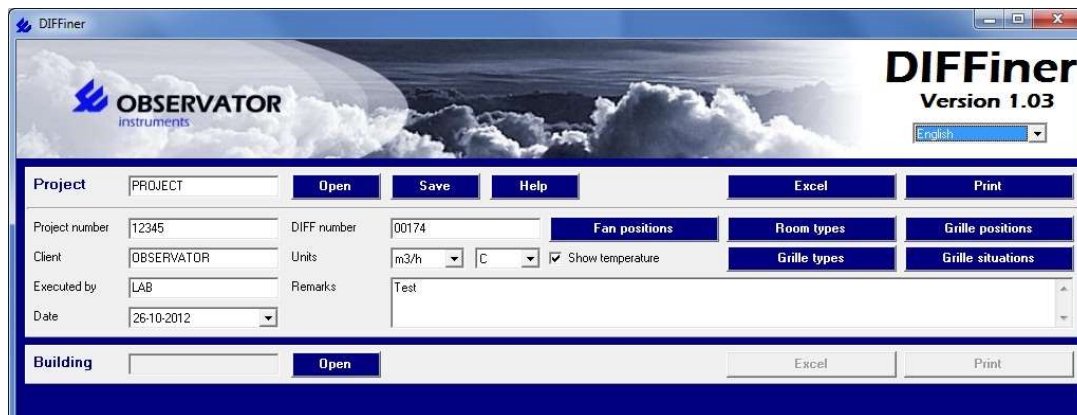 DIFFiner
DIFFiner
Version 1.03
OBSERVATOR
instruments
English
Project PROJECT Open Save Help Excel Print
Project number 12345 DIFF number 00174 Fan positions Room types Grille positions
Client OBSERVATOR Units m3/h C Show temperature Grille types Grille situations
Executed by LAB Remarks Test
Date 26-10-2012
Building Open Excel Print